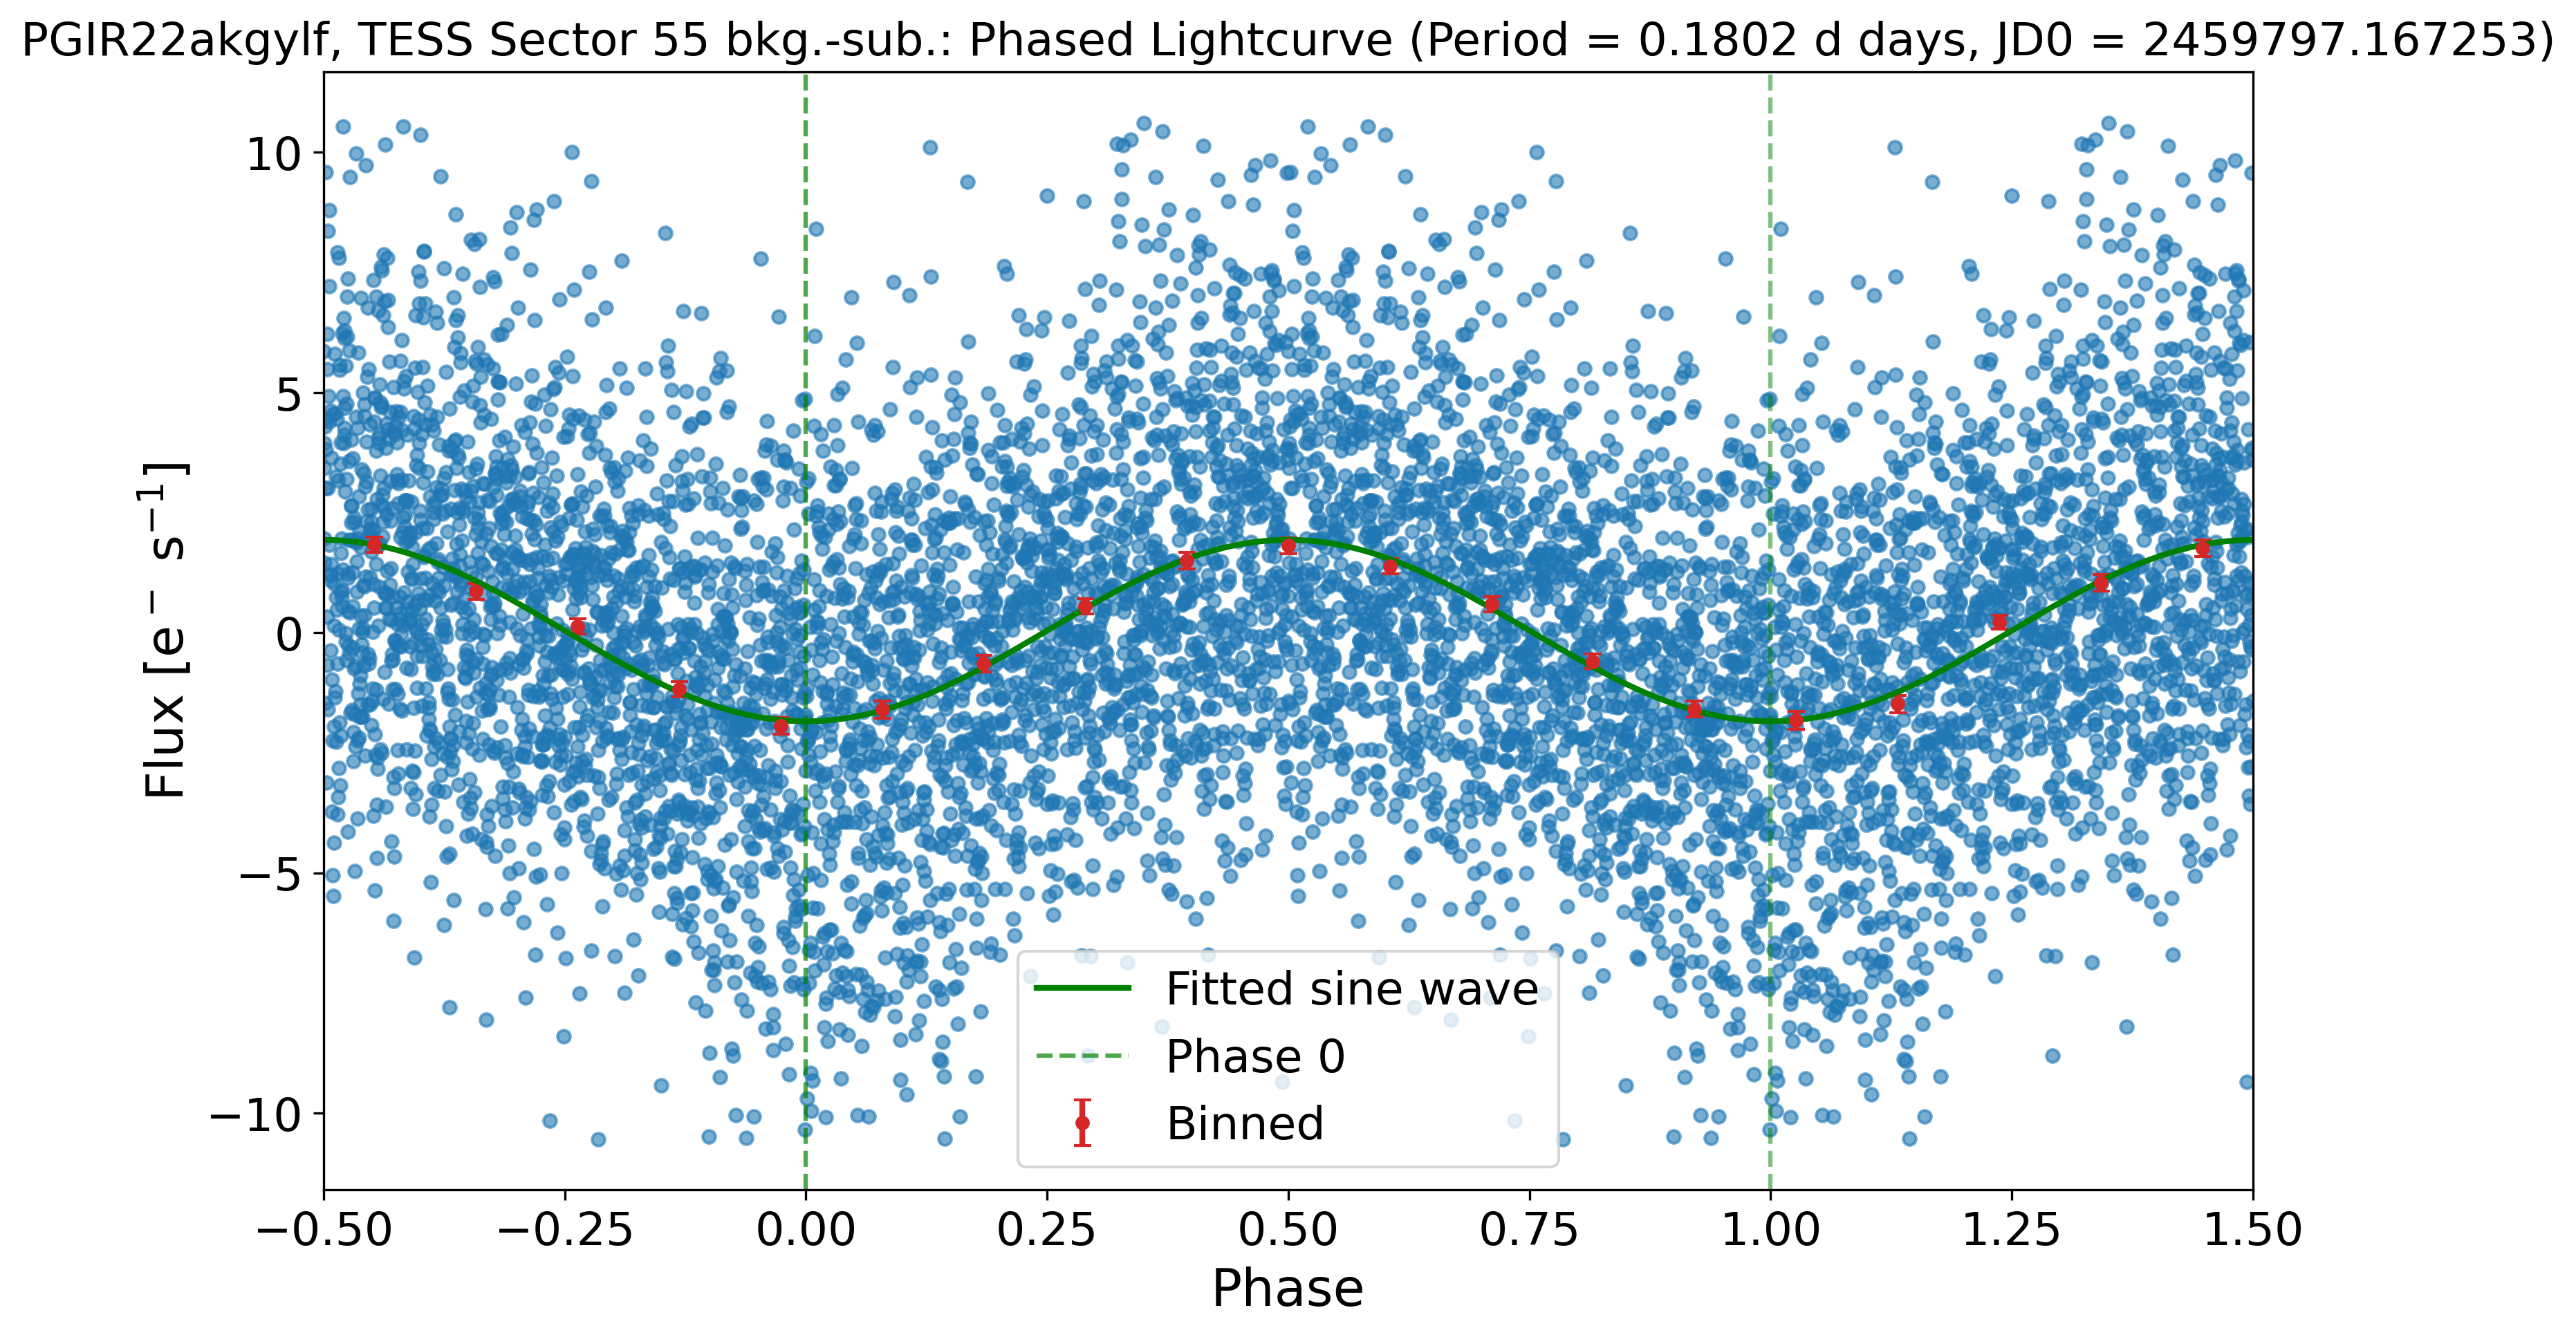 PGIR22akgylf, TESS Sector 55 bkg.-sub.: Phased Lightcurve (Period = 0.1802 d days, JD0 = 2459797.167253)
Flux [e⁻ s⁻¹]
10
5
0
−5
−10
Fitted sine wave
Phase 0
Binned
−0.50 −0.25 0.00 0.25 0.50 0.75 1.00 1.25 1.50
Phase